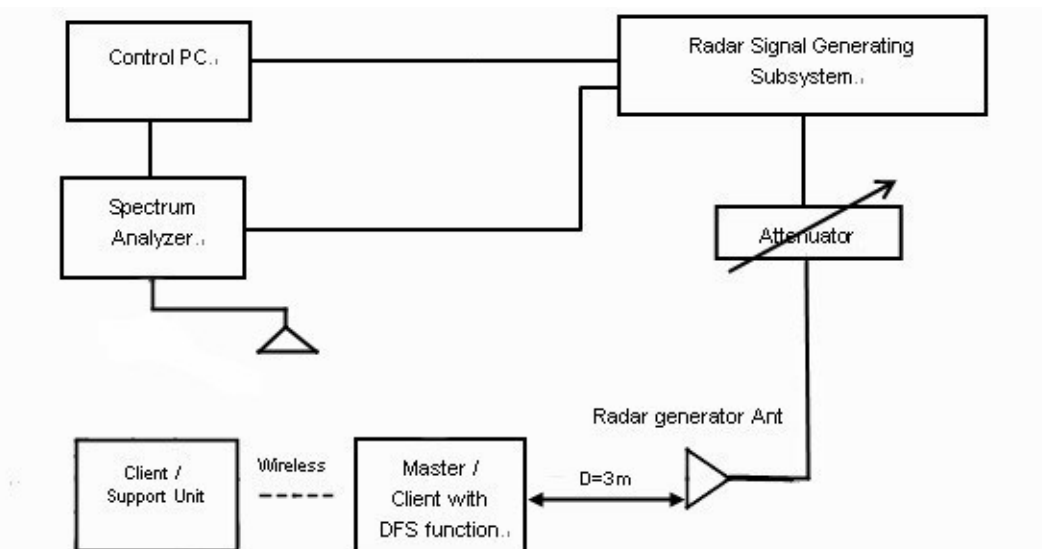 Control PC
Radar Signal Generating
Subsystem
Spectrum
Analyzer
Attenuator
Radar generator Ant
Client /
Support Unit
Wireless
Master /
Client with
DFS function
D=3m